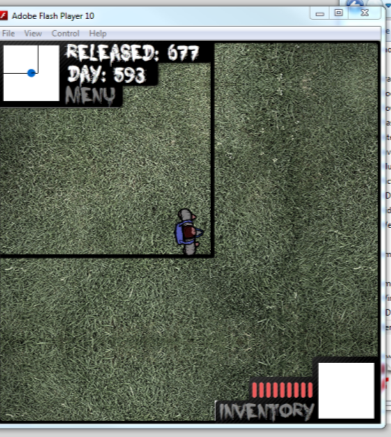 Adobe Flash Player 10
File View Control Help
RELEASED: 677
DAY: 593
MENU
INVENTORY